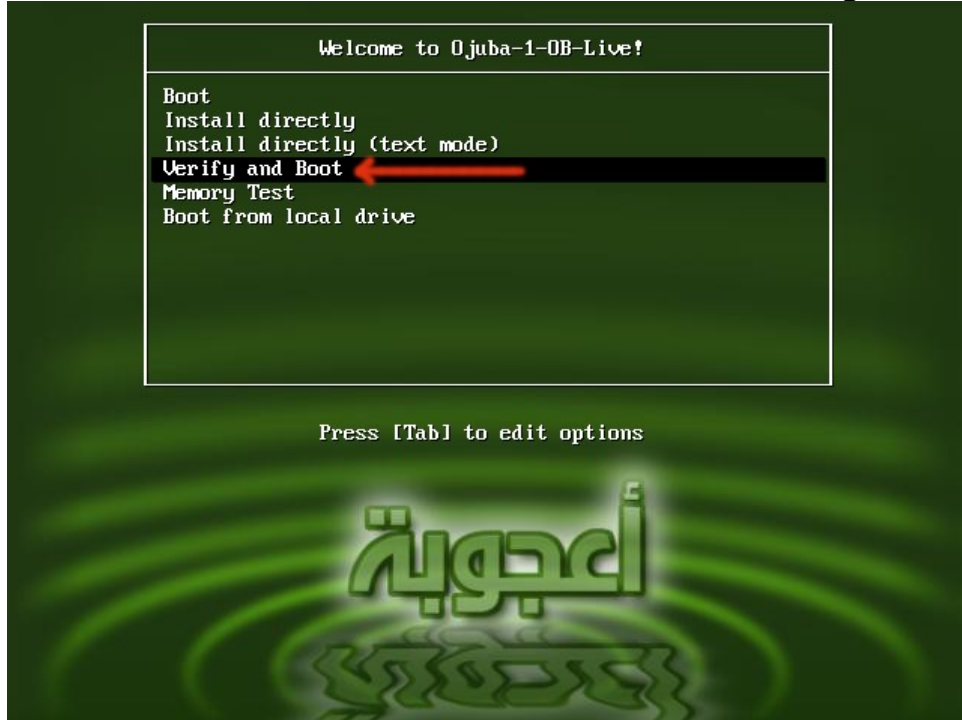 Welcome to Ojuba-1-OB-Live!
Boot
Install directly
Install directly (text mode)
Verify and Boot
Memory Test
Boot from local drive
Press [Tab] to edit options
أعجوبة